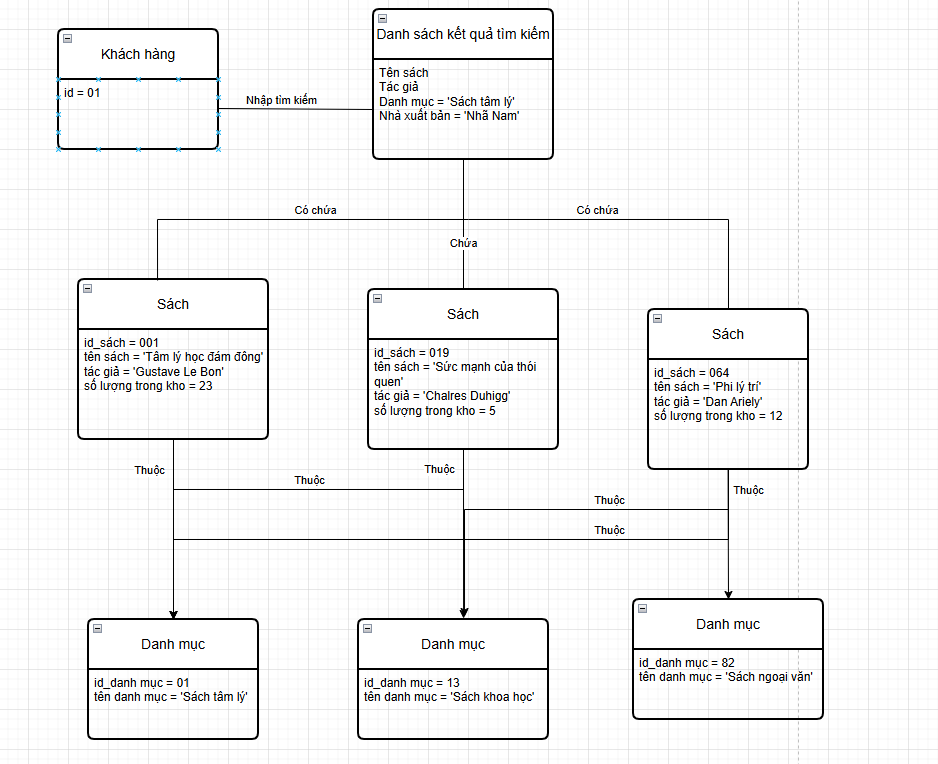 Khách hàng
id = 01
Nhập tìm kiếm
Danh sách kết quả tìm kiếm
Tên sách
Tác giả
Danh mục = 'Sách tâm lý'
Nhà xuất bản = 'Nhã Nam'
Có chứa
Chứa
Có chứa
Sách
id_sách = 001
tên sách = 'Tâm lý học đám đông'
tác giả = 'Gustave Le Bon'
số lượng trong kho = 23
Sách
id_sách = 019
tên sách = 'Sức mạnh của thói
quen'
tác giả = 'Chalres Duhigg'
số lượng trong kho = 5
Sách
id_sách = 064
tên sách = 'Phi lý trí'
tác giả = 'Dan Ariely'
số lượng trong kho = 12
Thuộc
Thuộc
Thuộc
Thuộc
Thuộc
Thuộc
Danh mục
id_danh mục = 01
tên danh mục = 'Sách tâm lý'
Danh mục
id_danh mục = 13
tên danh mục = 'Sách khoa học'
Danh mục
id_danh mục = 82
tên danh mục = 'Sách ngoại văn'